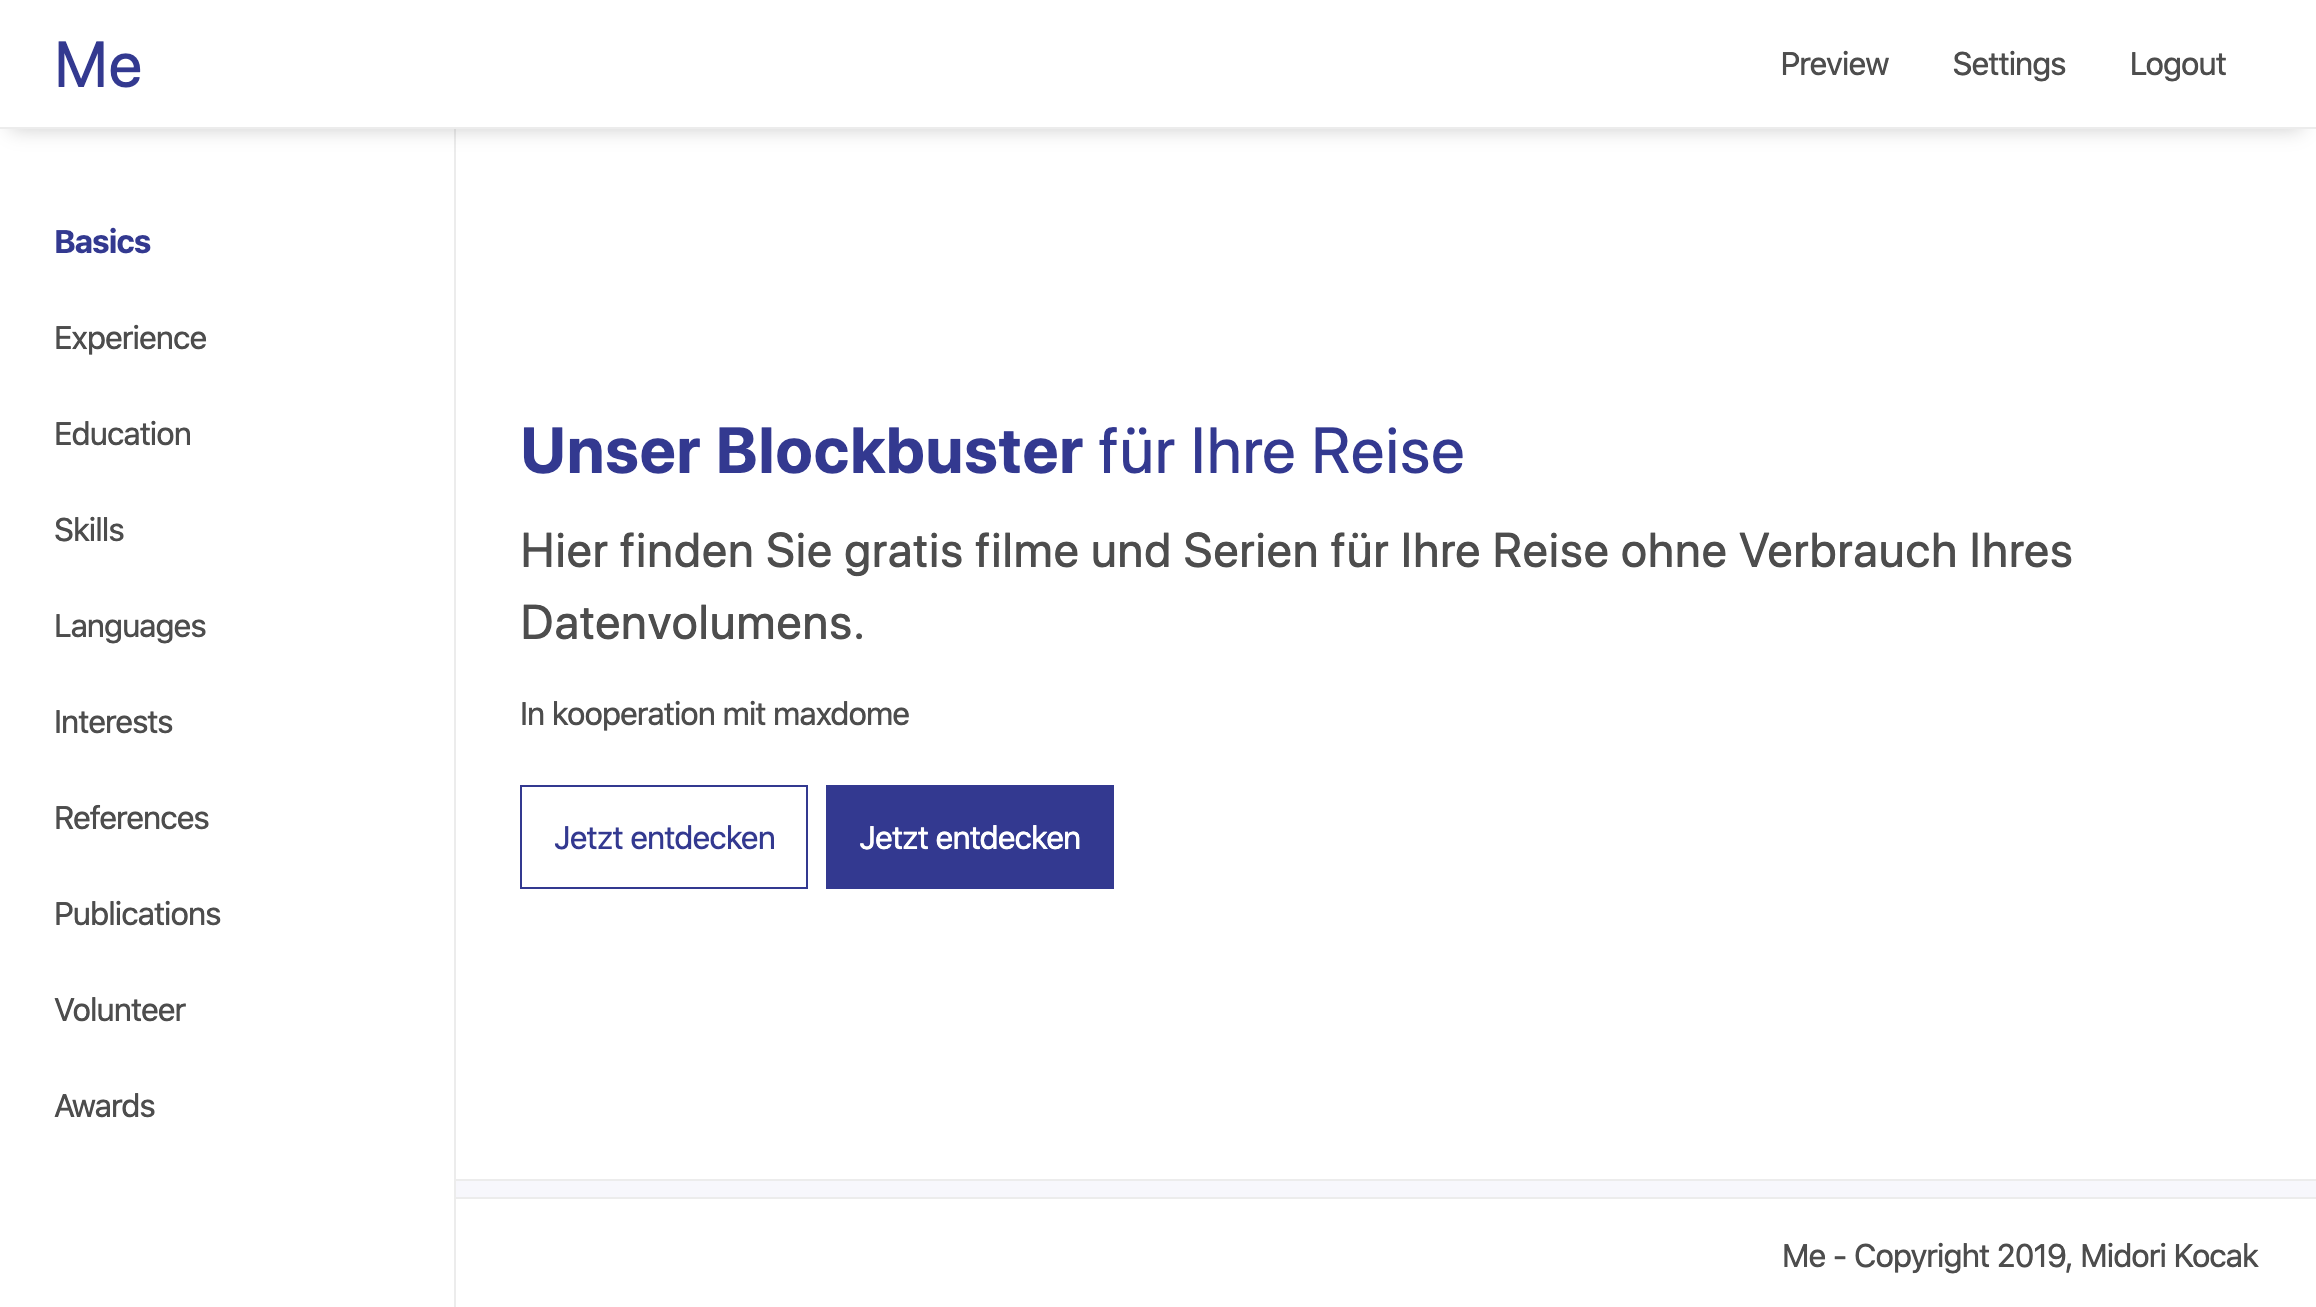 Me
Preview Settings Logout
Basics
Experience
Education
Skills
Languages
Interests
References
Publications
Volunteer
Awards
Unser Blockbuster für Ihre Reise
Hier finden Sie gratis filme und Serien für Ihre Reise ohne Verbrauch Ihres
Datenvolumens.
In kooperation mit maxdome
Jetzt entdecken Jetzt entdecken
Me - Copyright 2019, Midori Kocak